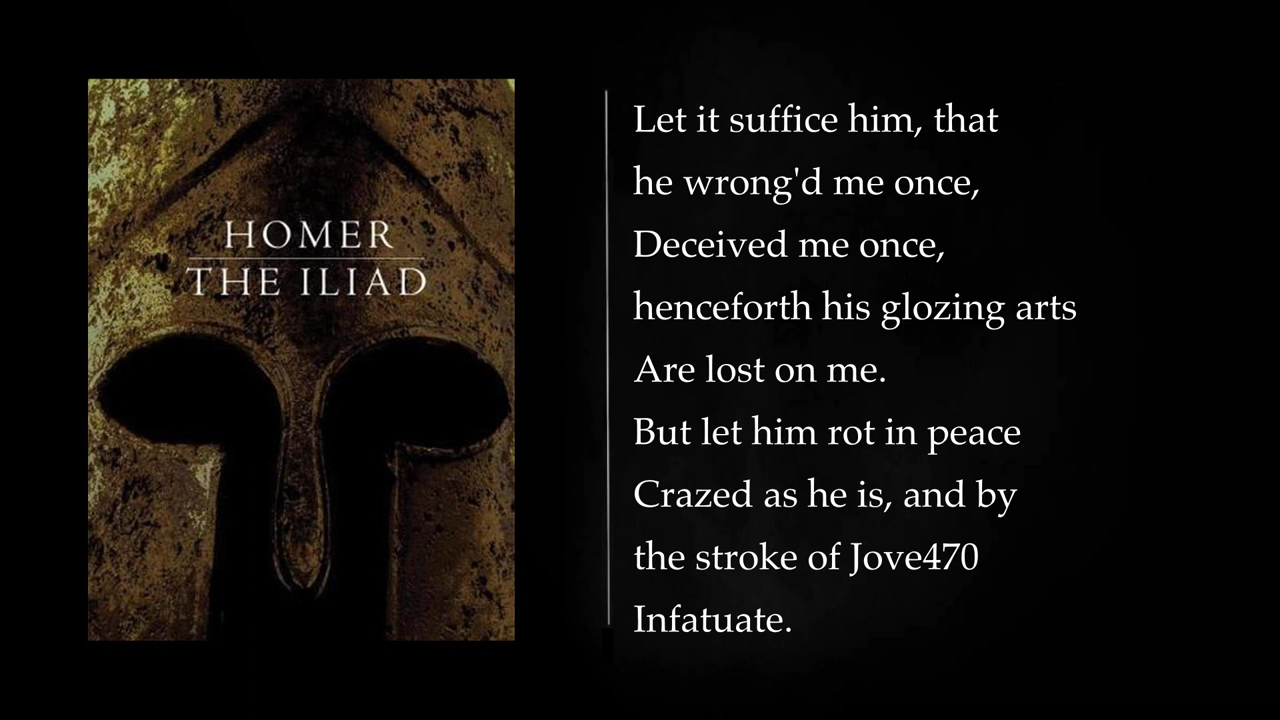 HOMER
THE ILIAD
Let it suffice him, that
he wrong'd me once,
Deceived me once,
henceforth his glozing arts
Are lost on me.
But let him rot in peace
Crazed as he is, and by
the stroke of Jove470
Infatuate.